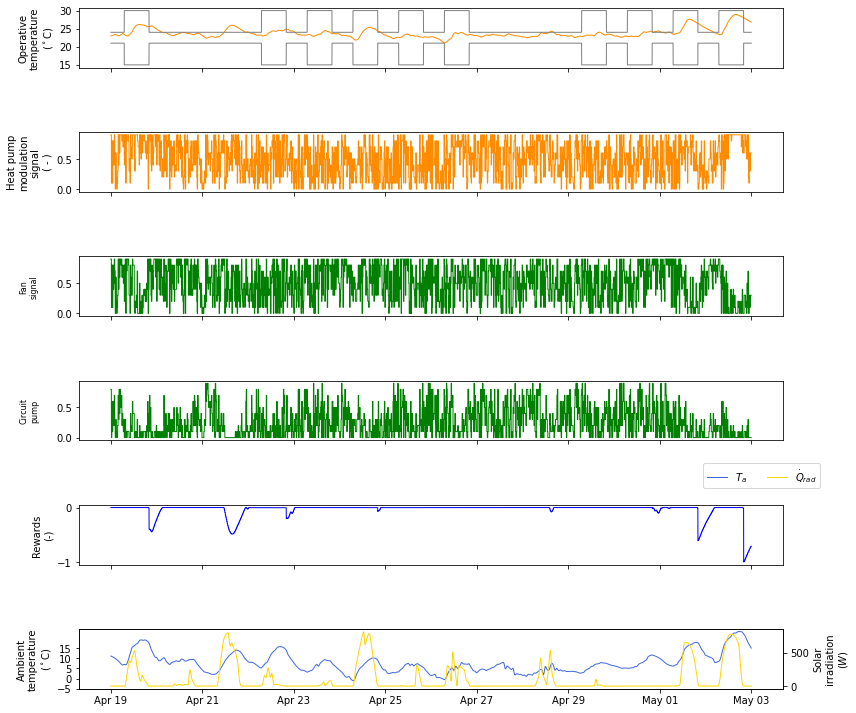 Operative
temperature
(°C)
30
25
20
15
Heat pump
modulation
signal
( - )
0.5
0.0
Fan
signal
0.5
0.0
Circuit
pump
0.5
0.0
T_a
Q̇_rad
Rewards
(-)
0
−1
Ambient
temperature
(°C)
15
10
5
0
−5
Solar
irradiation
(W)
500
0
Apr 19
Apr 21
Apr 23
Apr 25
Apr 27
Apr 29
May 01
May 03